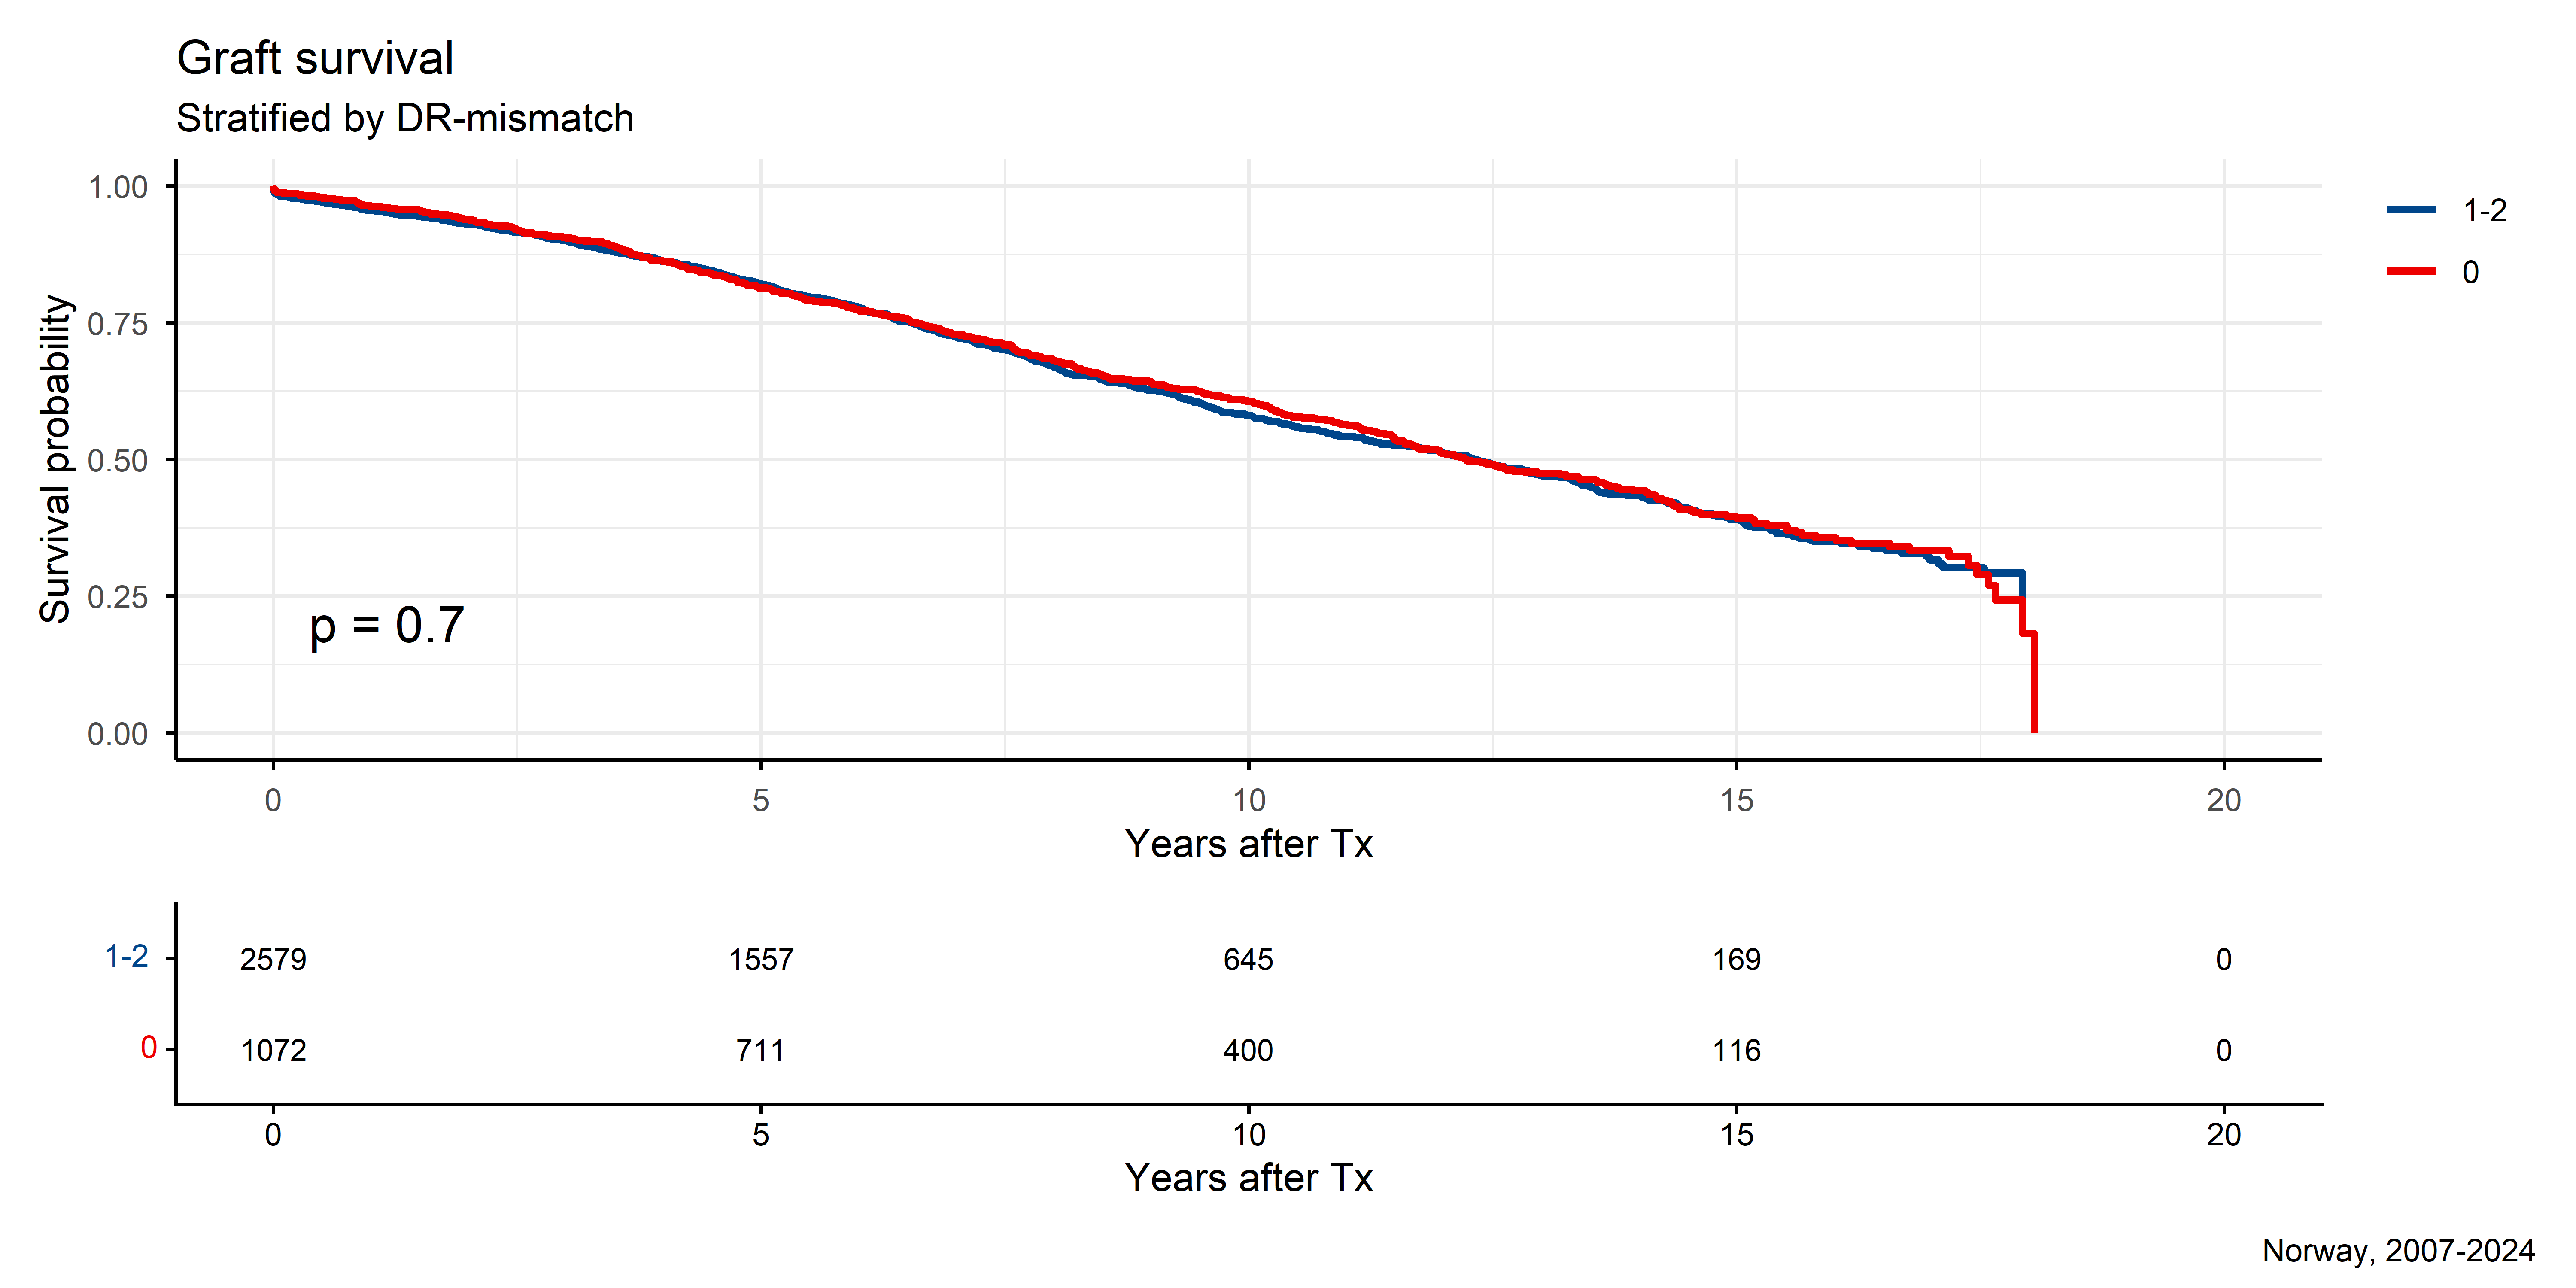 Graft survival
Stratified by DR-mismatch
Survival probability
1.00
0.75
0.50
0.25
0.00
p = 0.7
1-2
0
0 5 10 15 20
Years after Tx
1-2 2579 1557 645 169 0
0 1072 711 400 116 0
0 5 10 15 20
Years after Tx
Norway, 2007-2024